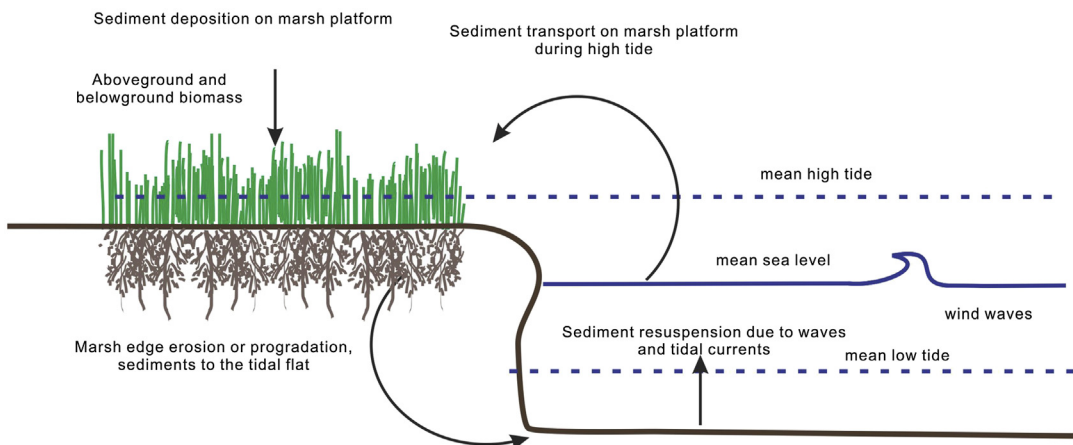 Sediment deposition on marsh platform
Sediment transport on marsh platform
during high tide
Aboveground and
belowground biomass
mean high tide
mean sea level
wind waves
Sediment resuspension due to waves
and tidal currents
mean low tide
Marsh edge erosion or progradation,
sediments to the tidal flat